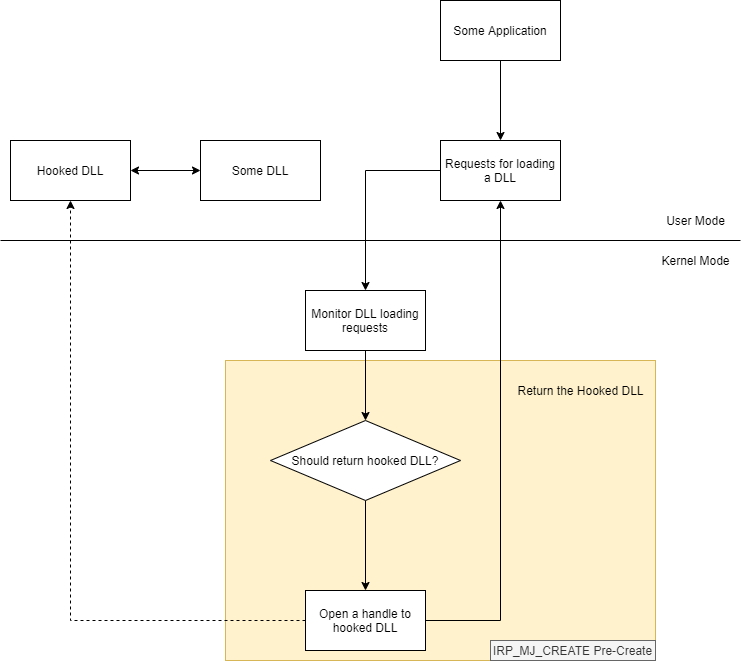 Some Application
Hooked DLL
Some DLL
Requests for loading
a DLL
User Mode
Kernel Mode
Monitor DLL loading
requests
Return the Hooked DLL
Should return hooked DLL?
Open a handle to
hooked DLL
IRP_MJ_CREATE Pre-Create